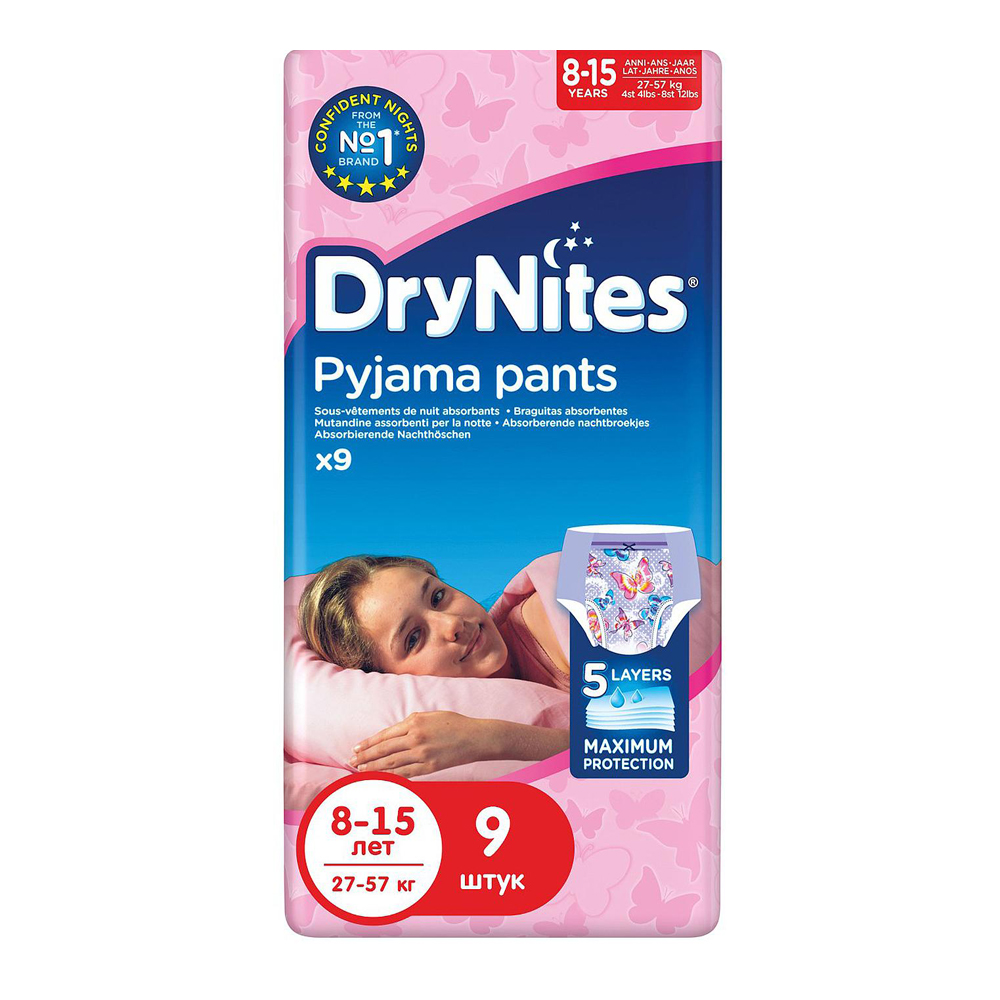 CONFIDENT NIGHTS
FROM
THE
Nº1*
BRAND
8-15
YEARS
ANNI•ANS•JAAR
LAT•JAHRE•ANOS
27-57 kg
4st 4lbs-8st 12lbs
DryNites®
Pyjama pants
Sous-vêtements de nuit absorbants • Braguitas absorbentes
Mutandine assorbenti per la notte • Absorberende nachtbroekjes
Absorbierende Nachthöschen
x9
5 LAYERS
MAXIMUM
PROTECTION
8-15
лет
27-57 кг
9
штук